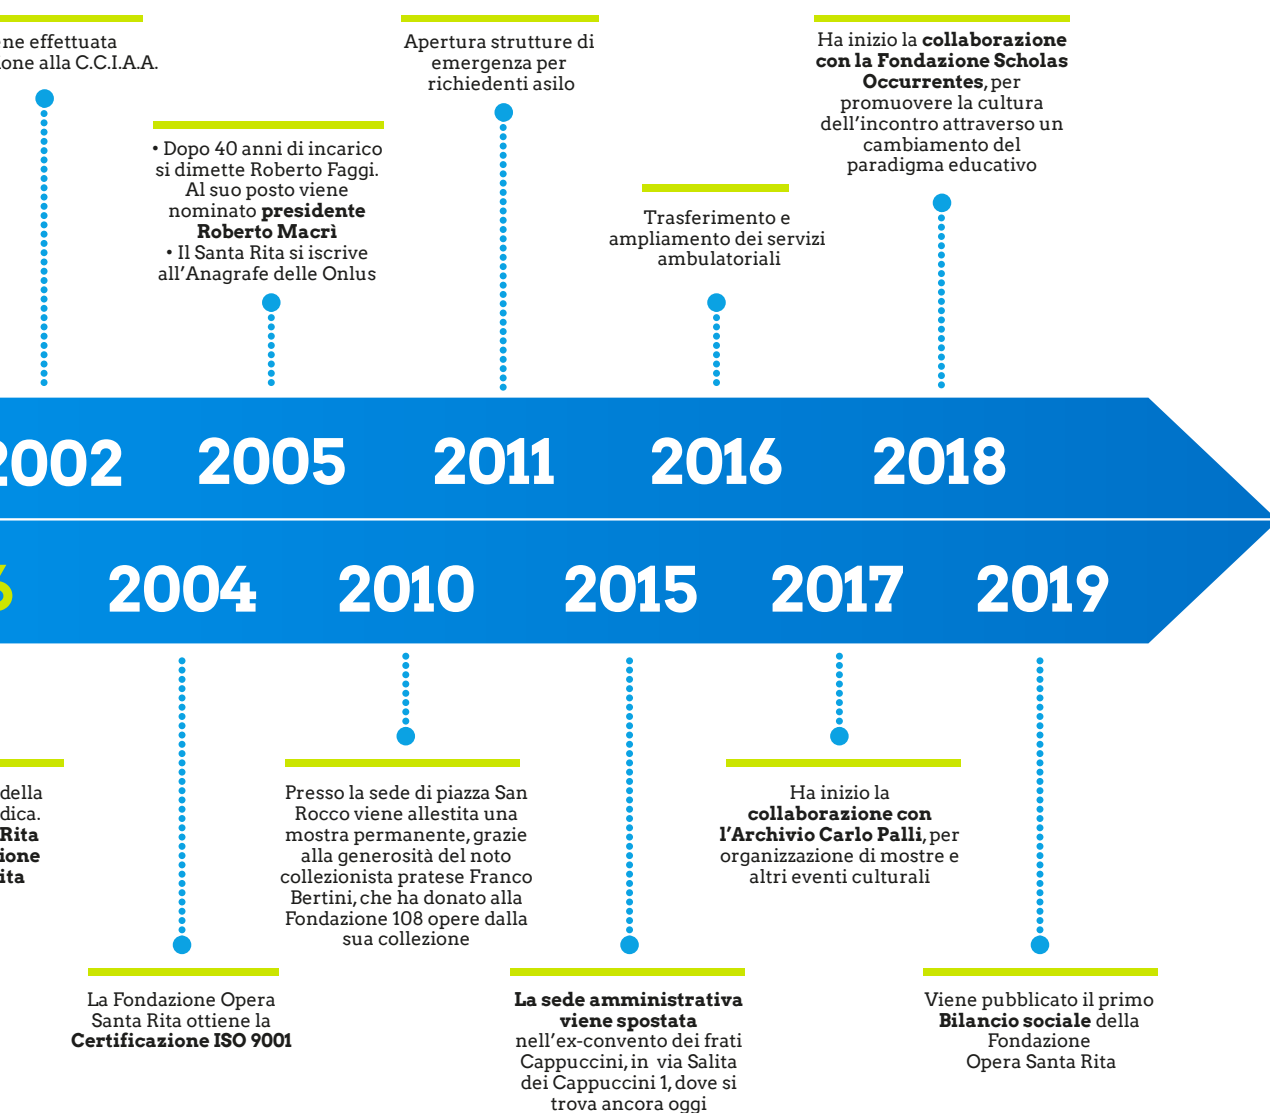 effettuata
alla C.C.I.A.A.
• Dopo 40 anni di incarico
si dimette Roberto Faggi.
Al suo posto viene
nominato presidente
Roberto Macrì
• Il Santa Rita si iscrive
all'Anagrafe delle Onlus
Apertura strutture di
emergenza per
richiedenti asilo
Trasferimento e
ampliamento dei servizi
ambulatoriali
Ha inizio la collaborazione
con la Fondazione Scholas
Occurrentes, per
promuovere la cultura
dell'incontro attraverso un
cambiamento del
paradigma educativo
2002 2005 2011 2016 2018
6 2004 2010 2015 2017 2019
della
dica.
Rita
ione
ita
La Fondazione Opera
Santa Rita ottiene la
Certificazione ISO 9001
Presso la sede di piazza San
Rocco viene allestita una
mostra permanente, grazie
alla generosità del noto
collezionista pratese Franco
Bertini, che ha donato alla
Fondazione 108 opere dalla
sua collezione
La sede amministrativa
viene spostata
nell'ex-convento dei frati
Cappuccini, in via Salita
dei Cappuccini 1, dove si
trova ancora oggi
Ha inizio la
collaborazione con
l'Archivio Carlo Palli, per
organizzazione di mostre e
altri eventi culturali
Viene pubblicato il primo
Bilancio sociale della
Fondazione
Opera Santa Rita